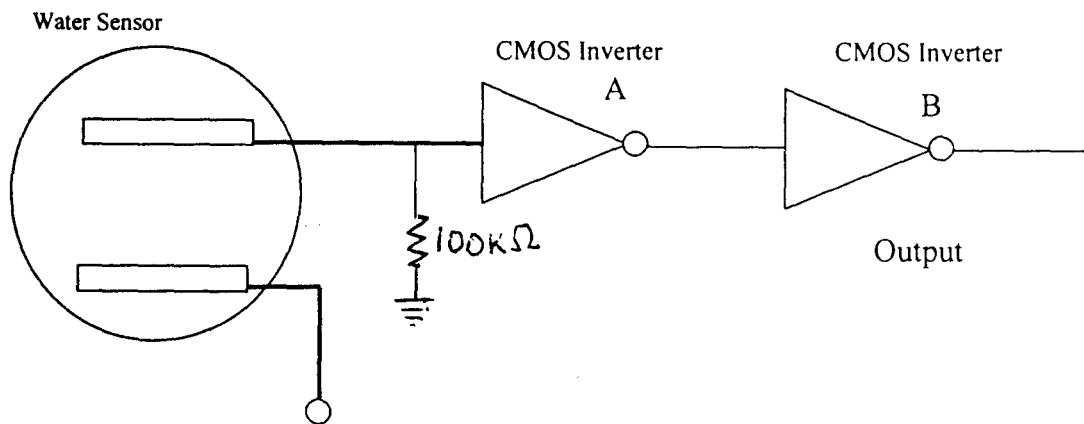 Water Sensor
CMOS Inverter
A
CMOS Inverter
B
100KΩ
Output